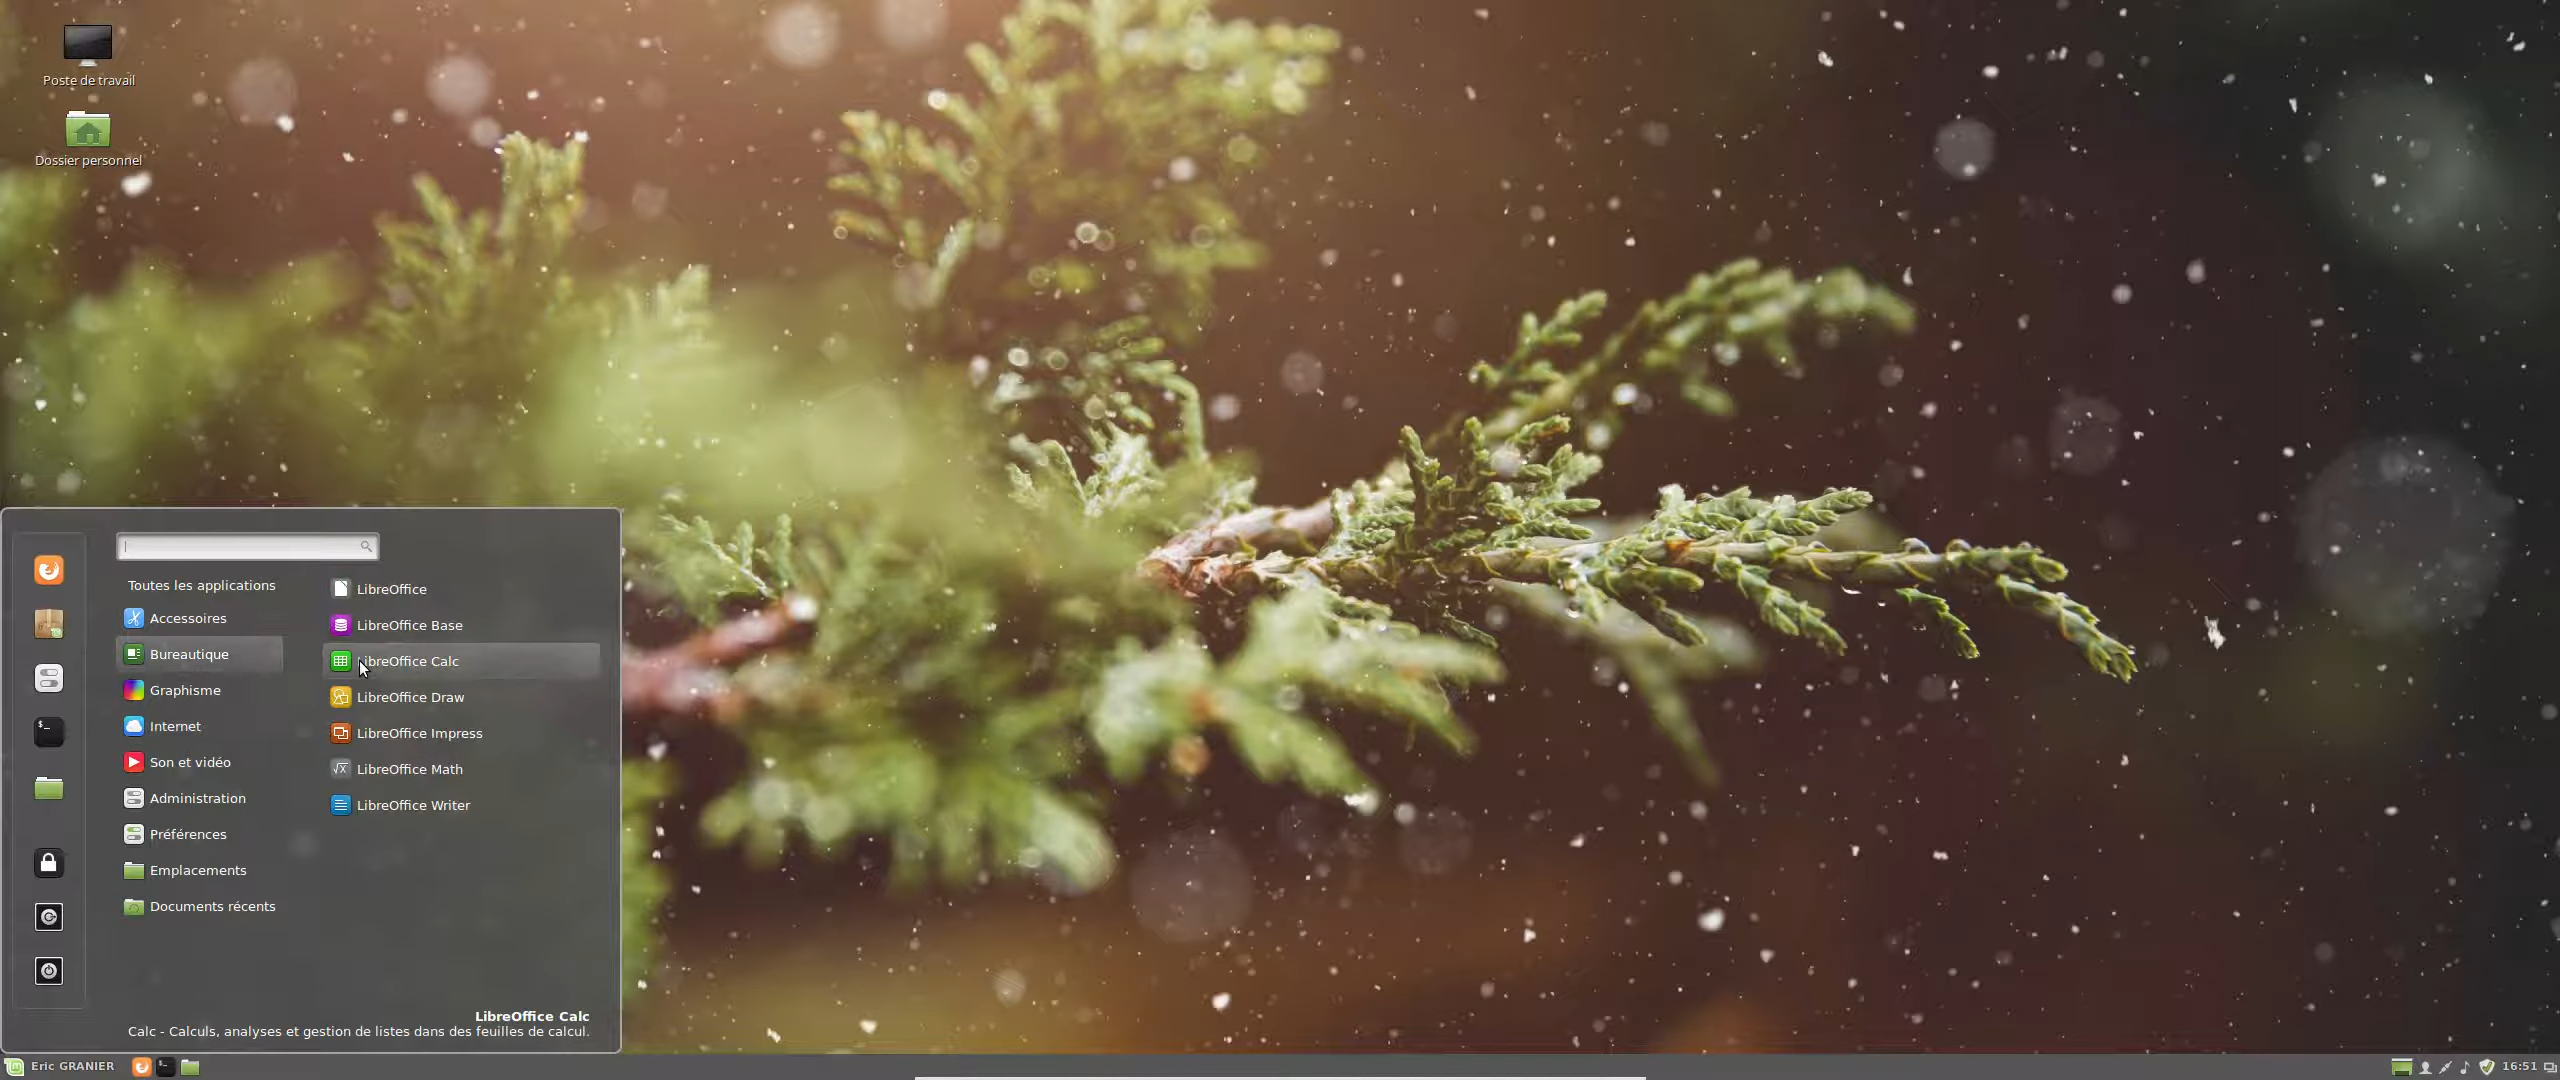 Poste de travail
Dossier personnel
Toutes les applications
Accessoires
Bureautique
Graphisme
Internet
Son et vidéo
Administration
Préférences
Emplacements
Documents récents
LibreOffice
LibreOffice Base
LibreOffice Calc
LibreOffice Draw
LibreOffice Impress
LibreOffice Math
LibreOffice Writer
LibreOffice Calc
Calc - Calculs, analyses et gestion de listes dans des feuilles de calcul.
Eric GRANIER
16:51